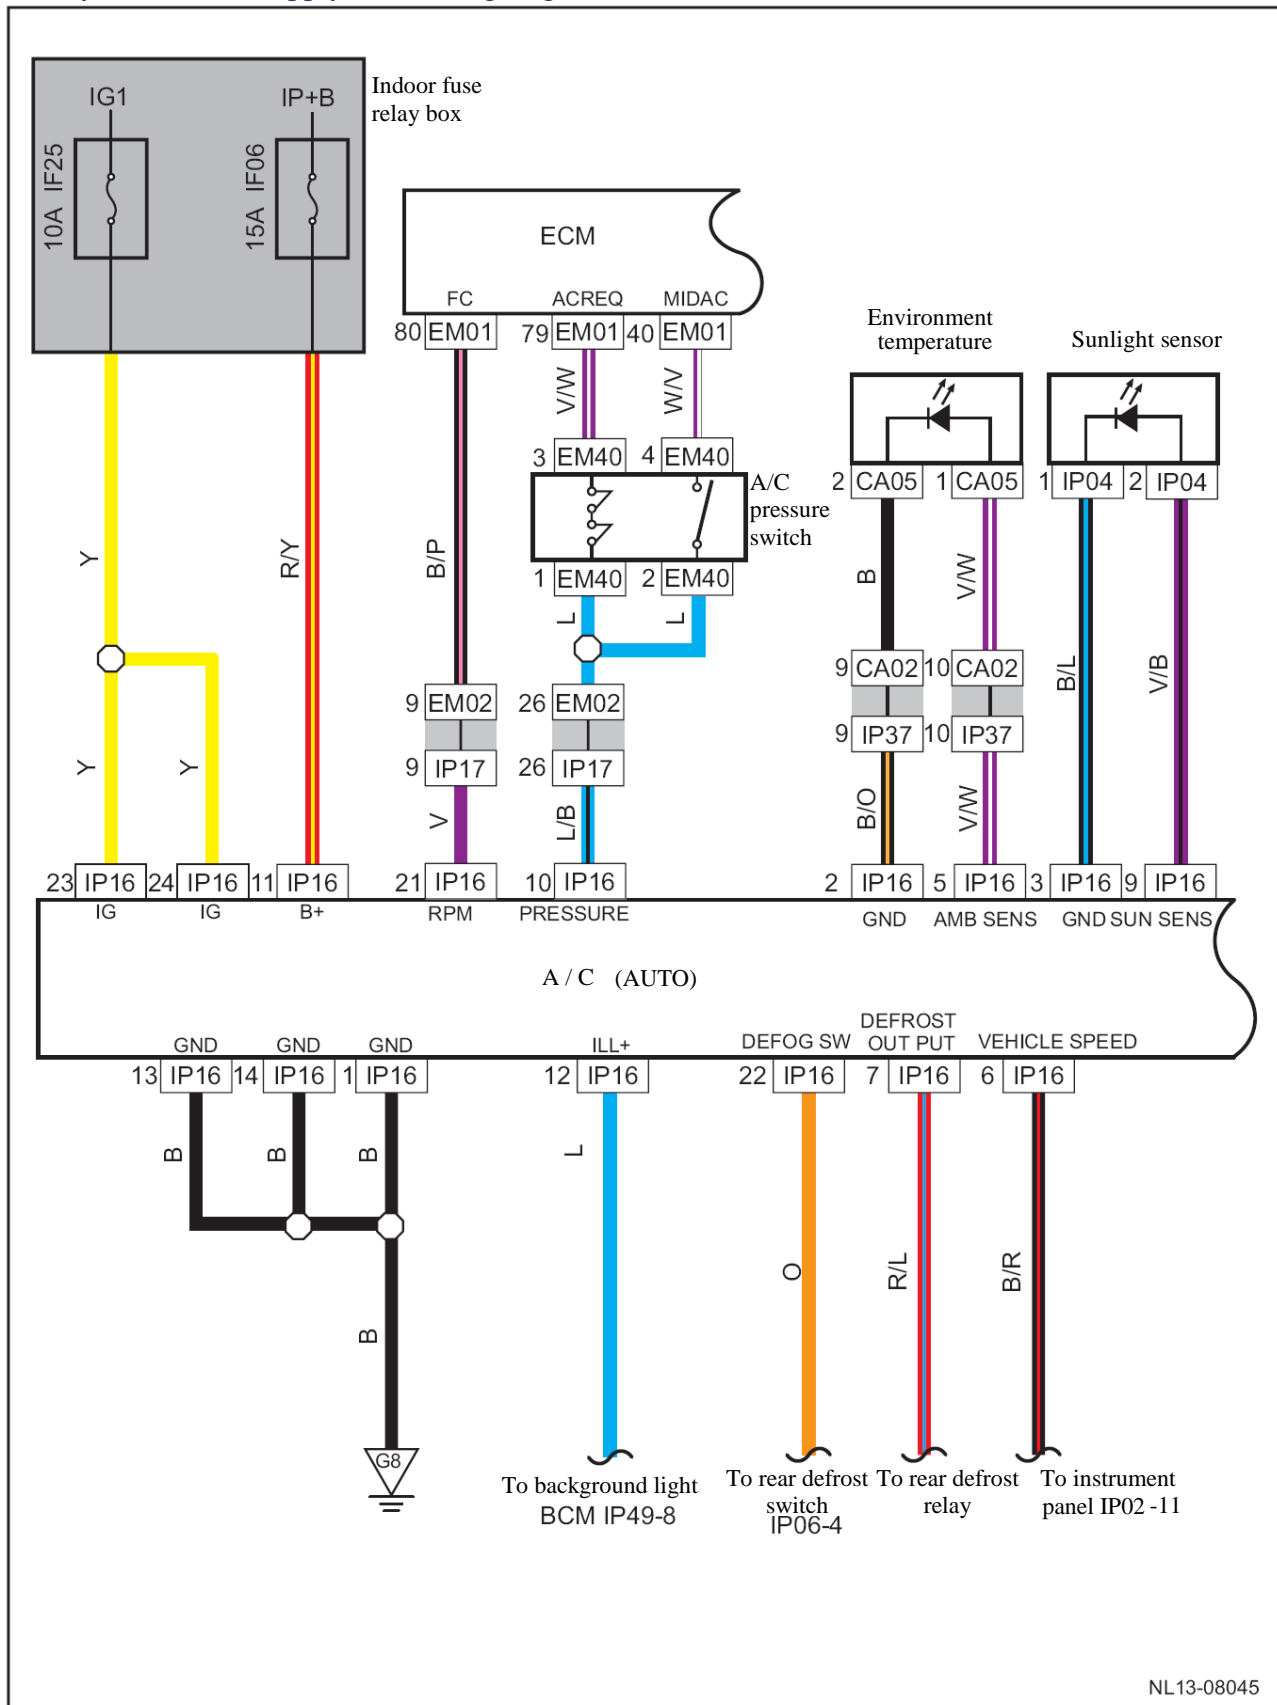 Indoor fuse
relay box
IG1
IP+B
10A IF25
15A IF06
ECM
FC
ACREQ
MIDAC
80 EM01
79 EM01
40 EM01
Environment
temperature
Sunlight sensor
V/W
W/V
3 EM40
4 EM40
A/C
pressure
switch
2 CA05
1 CA05
1 IP04
2 IP04
Y
R/Y
B/P
1 EM40
2 EM40
L
L
B
V/W
B/L
V/B
9 CA02
10 CA02
9 EM02
26 EM02
9 IP37
10 IP37
9 IP17
26 IP17
Y
Y
V
L/B
B/O
V/W
23 IP16
24 IP16
11 IP16
21 IP16
10 IP16
2 IP16
5 IP16
3 IP16
9 IP16
IG
IG
B+
RPM
PRESSURE
GND
AMB SENS
GND
SUN SENS
A / C (AUTO)
GND
GND
GND
ILL+
DEFOG SW
DEFROST
OUT PUT
VEHICLE SPEED
13 IP16
14 IP16
1 IP16
12 IP16
22 IP16
7 IP16
6 IP16
B
B
B
L
O
R/L
B/R
B
G8
To background light
BCM IP49-8
To rear defrost
switch
IP06-4
To rear defrost
relay
To instrument
panel IP02 -11
NL13-08045